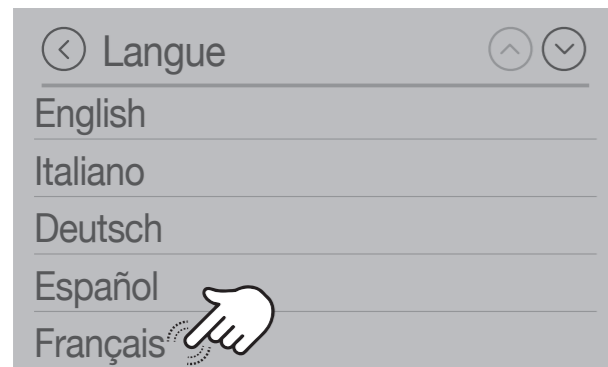 Langue
English
Italiano
Deutsch
Español
Français